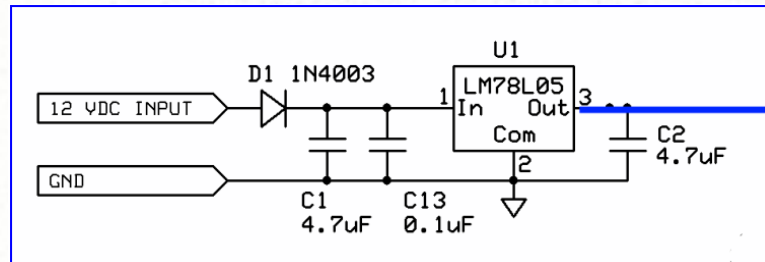 U1
D1 1N4003
LM78L05
12 VDC INPUT
1
In
Out
3
Com
C2
4.7uF
2
GND
C1
4.7uF
C13
0.1uF